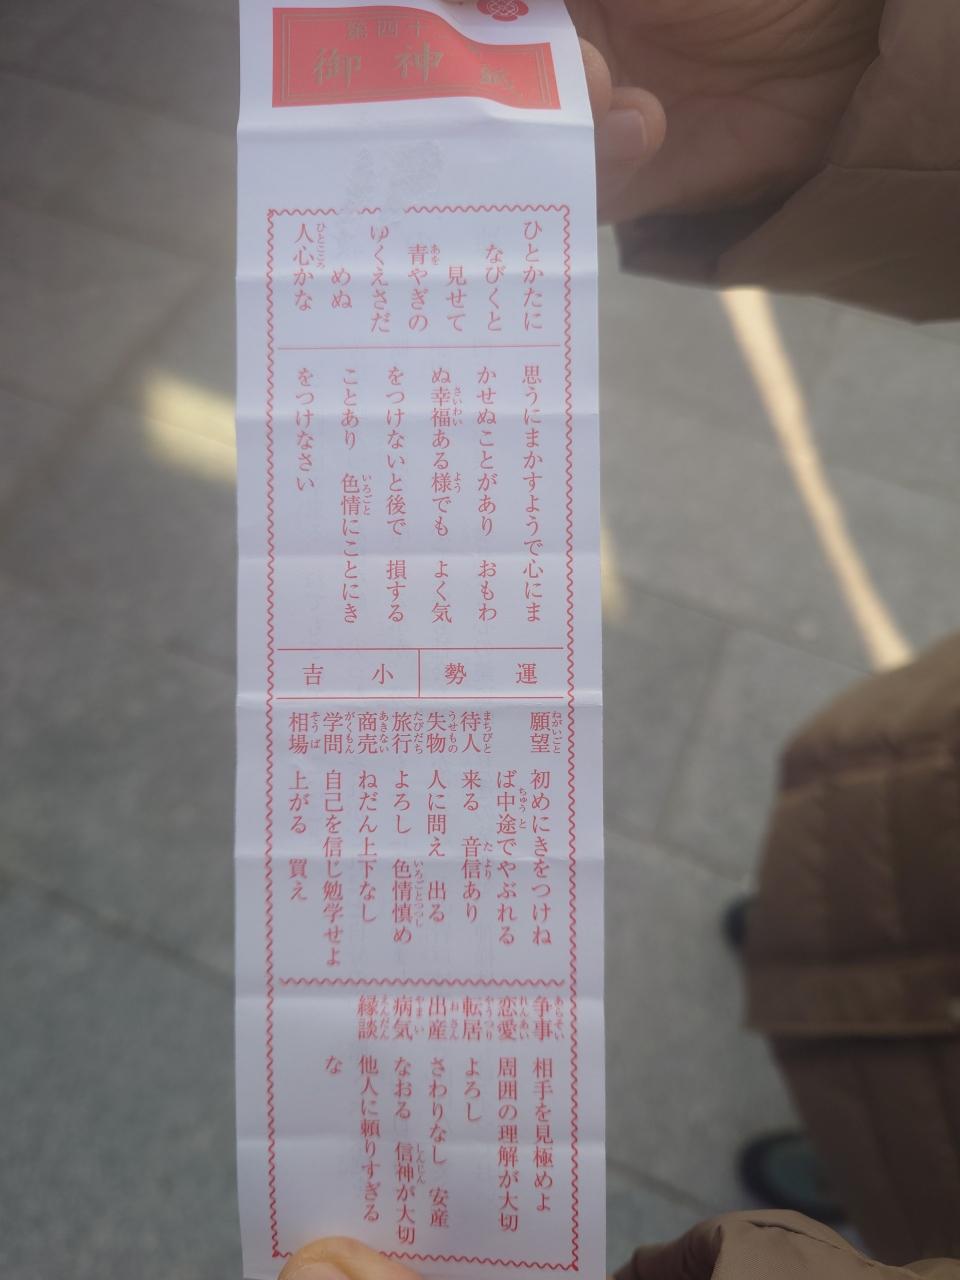 第四十
御神籤
ひとかたに
なびくと
見せて
青やぎの
ゆくえさだ
めぬ
人心かな
思うにまかすようで心にま
かせぬことがあり　おもわ
ぬ幸福ある様でも　よく気
をつけないと後で　損する
ことあり　色情にことにき
をつけなさい
運勢　小吉
願望　初めにきをつけね
ば中途でやぶれる
待人　来る　音信あり
失物　人に問え　出る
旅行　よろし　色情慎め
商売　ねだん上下なし
学問　自己を信じ勉学せよ
相場　上がる　買え
争事　相手を見極めよ
恋愛　周囲の理解が大切
転居　よろし
出産　さわりなし　安産
病気　なおる　信神が大切
縁談　他人に頼りすぎる
な